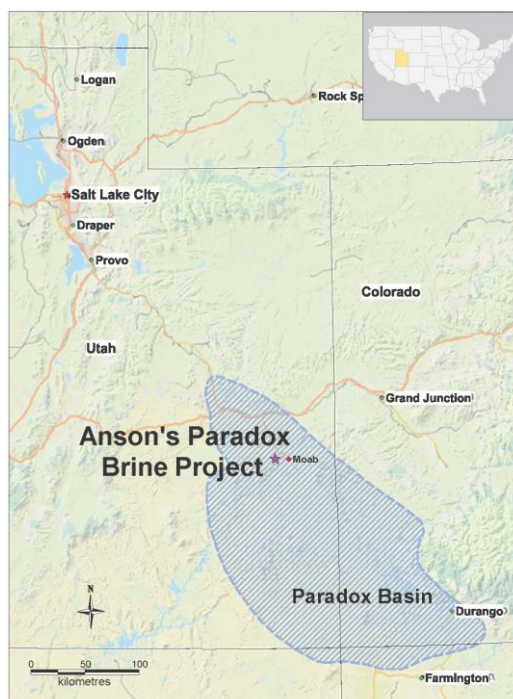 Logan
Rock Sp
Ogden
Salt Lake City
Draper
Provo
Colorado
Utah
Grand Junction
Anson's Paradox
Brine Project
Moab
Paradox Basin
Durango
N
0 50 100
kilometres
Farmington